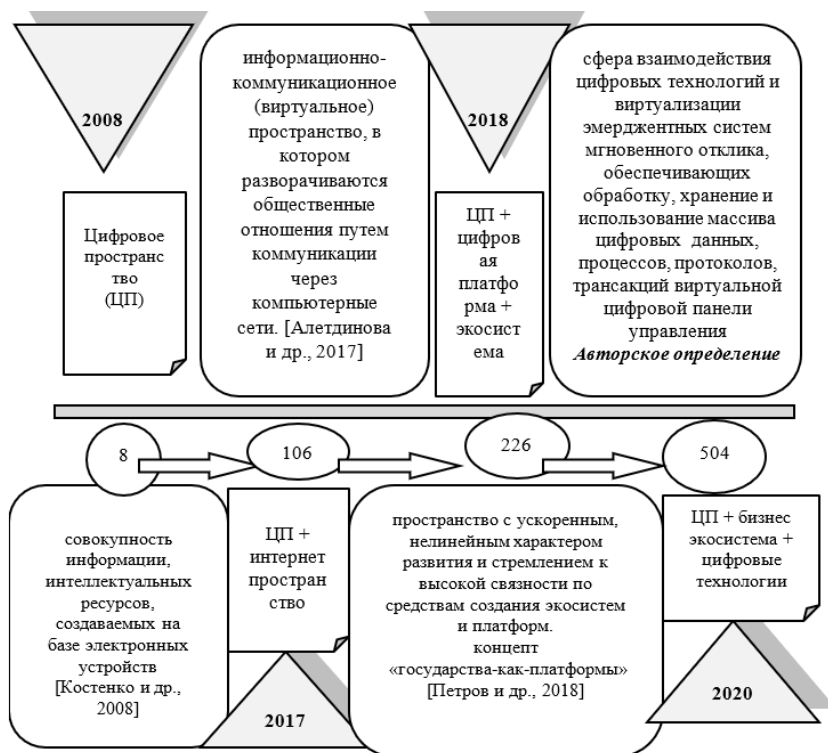 2008
информационно-
коммуникационное
(виртуальное)
пространство, в
котором
разворачиваются
общественные
отношения путем
коммуникации
через
компьютерные
сети. [Алетдинова
и др., 2017]
2018
сфера взаимодействия
цифровых технологий и
виртуализации
эмерджентных систем
мгновенного отклика,
обеспечивающих
обработку, хранение и
использование массива
цифровых данных,
процессов, протоколов,
транзакций виртуальной
цифровой панели
управления
Авторское определение
Цифровое
пространс
тво
(ЦП)
ЦП +
цифров
ая
платфо
рма +
экосист
ема
8
106
226
504
совокупность
информации,
интеллектуальных
ресурсов,
создаваемых на
базе электронных
устройств
[Костенко и др.,
2008]
ЦП +
интернет
простран
ство
2017
пространство с ускоренным,
нелинейным характером
развития и стремлением к
высокой связности по
средствам создания экосистем
и платформ.
концепт
«государства-как-платформы»
[Петров и др., 2018]
ЦП + бизнес
экосистема +
цифровые
технологии
2020